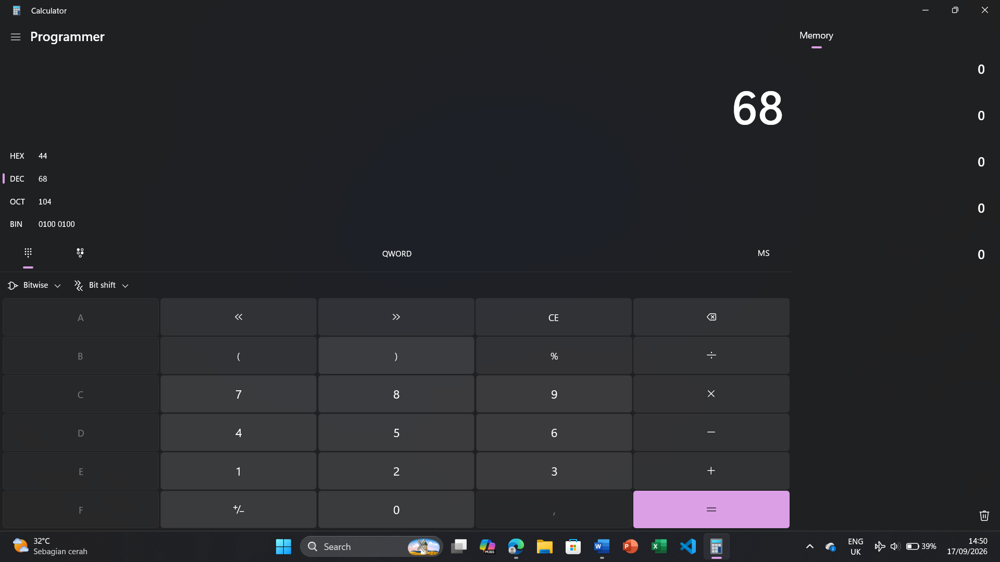 Calculator
Programmer
Memory
0
68
0
HEX 44
0
DEC 68
OCT 104
0
BIN 0100 0100
QWORD
MS
0
Bitwise
Bit shift
A « » CE
B ( ) % ÷
C 7 8 9 ×
D 4 5 6 −
E 1 2 3 +
F +/− 0 , =
32°C
Sebagian cerah
Search
M365
W
P
X
ENG
UK
39%
14:50
17/09/2026